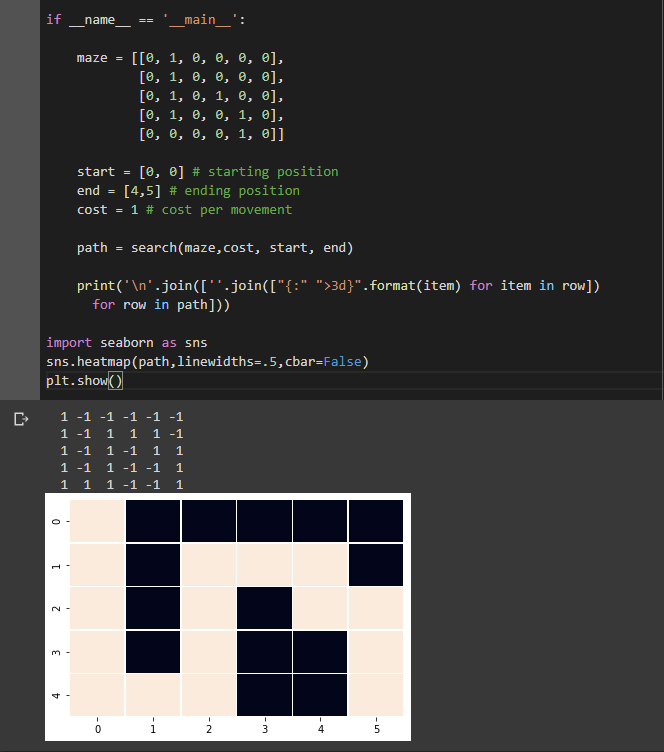 if __name__ == '__main__':
maze = [[0, 1, 0, 0, 0, 0],
[0, 1, 0, 0, 0, 0],
[0, 1, 0, 1, 0, 0],
[0, 1, 0, 0, 1, 0],
[0, 0, 0, 0, 1, 0]]
start = [0, 0] # starting position
end = [4,5] # ending position
cost = 1 # cost per movement
path = search(maze,cost, start, end)
print('\n'.join([''.join(["{:" ">3d}".format(item) for item in row])
for row in path]))
import seaborn as sns
sns.heatmap(path,linewidths=.5,cbar=False)
plt.show()
1 -1 -1 -1 -1 -1
1 -1 1 1 1 -1
1 -1 1 -1 1 1
1 -1 1 -1 -1 1
1 1 1 -1 -1 1
0
1
2
3
4
0 1 2 3 4 5